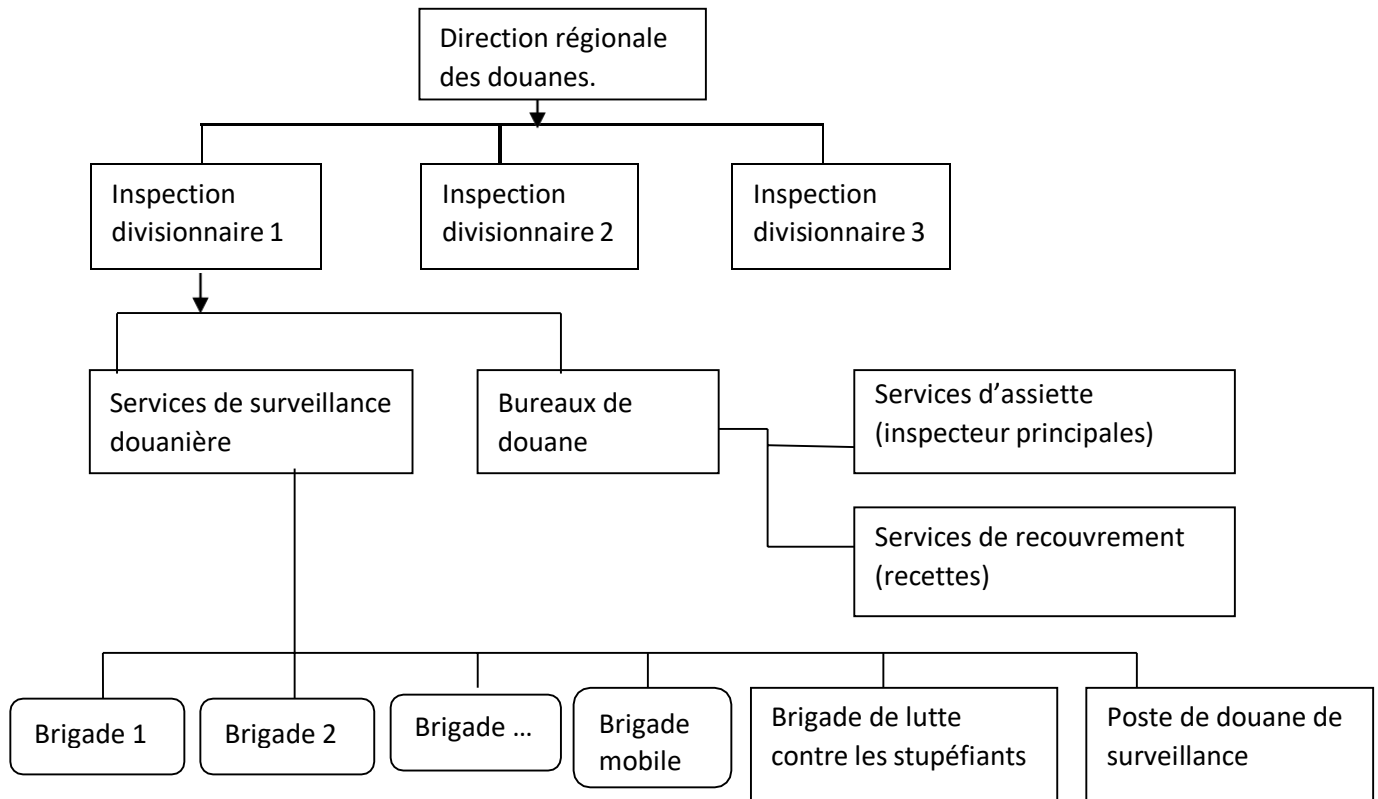 Direction régionale
des douanes.
Inspection
divisionnaire 1
Inspection
divisionnaire 2
Inspection
divisionnaire 3
Services de surveillance
douanière
Bureaux de
douane
Services d’assiette
(inspecteur principales)
Services de recouvrement
(recettes)
Brigade 1
Brigade 2
Brigade ...
Brigade
mobile
Brigade de lutte
contre les stupéfiants
Poste de douane de
surveillance